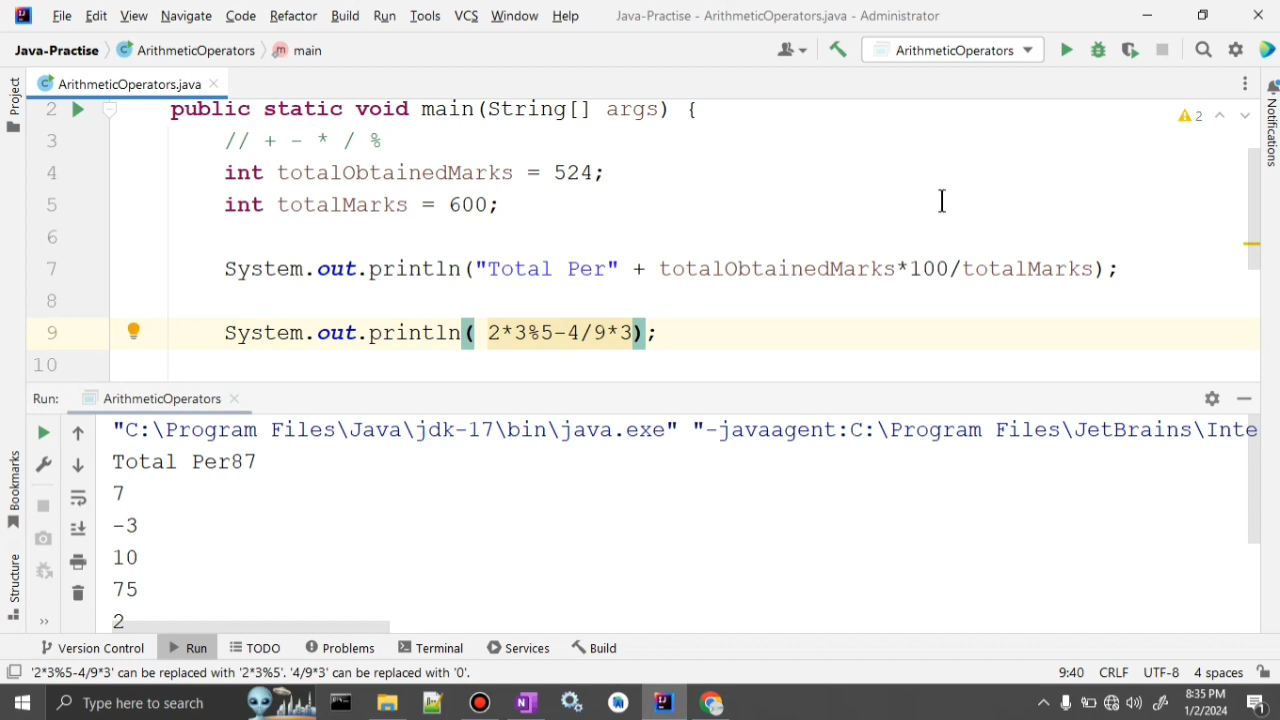 File Edit View Navigate Code Refactor Build Run Tools VCS Window Help Java-Practise - ArithmeticOperators.java - Administrator
Java-Practise ArithmeticOperators main ArithmeticOperators
Project
ArithmeticOperators.java
2 public static void main(String[] args) {
3 // + - * / %
4 int totalObtainedMarks = 524;
5 int totalMarks = 600;
6
7 System.out.println("Total Per" + totalObtainedMarks*100/totalMarks);
8
9 System.out.println( 2*3%5-4/9*3);
10
2
Notifications
Run: ArithmeticOperators
"C:\Program Files\Java\jdk-17\bin\java.exe" "-javaagent:C:\Program Files\JetBrains\Inte
Total Per87
7
-3
10
75
2
Bookmarks
Structure
Version Control Run TODO Problems Terminal Services Build
'2*3%5-4/9*3' can be replaced with '2*3%5'. '4/9*3' can be replaced with '0'. 9:40 CRLF UTF-8 4 spaces
Type here to search
8:35 PM
1/2/2024
1